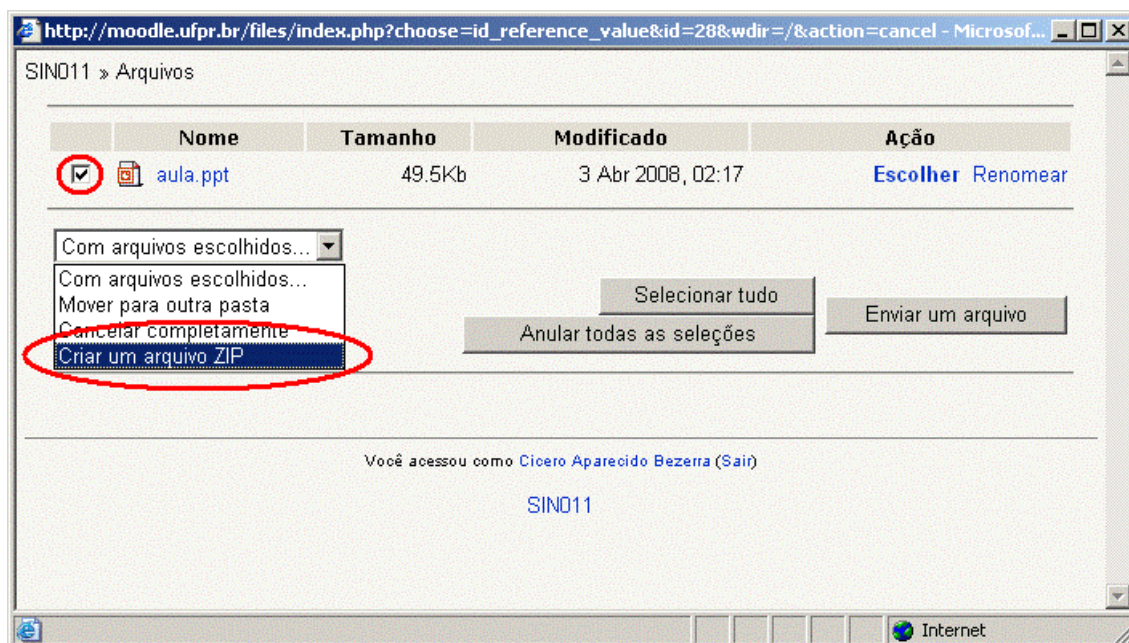 http://moodle.ufpr.br/files/index.php?choose=id_reference_value&id=28&wdir=/&action=cancel - Microsof...
SIN011 » Arquivos
Nome Tamanho Modificado Ação
aula.ppt 49.5Kb 3 Abr 2008, 02:17 Escolher Renomear
Com arquivos escolhidos...
Com arquivos escolhidos...
Mover para outra pasta
Cancelar completamente
Criar um arquivo ZIP
Selecionar tudo
Anular todas as seleções
Enviar um arquivo
Você acessou como Cicero Aparecido Bezerra (Sair)
SIN011
Internet